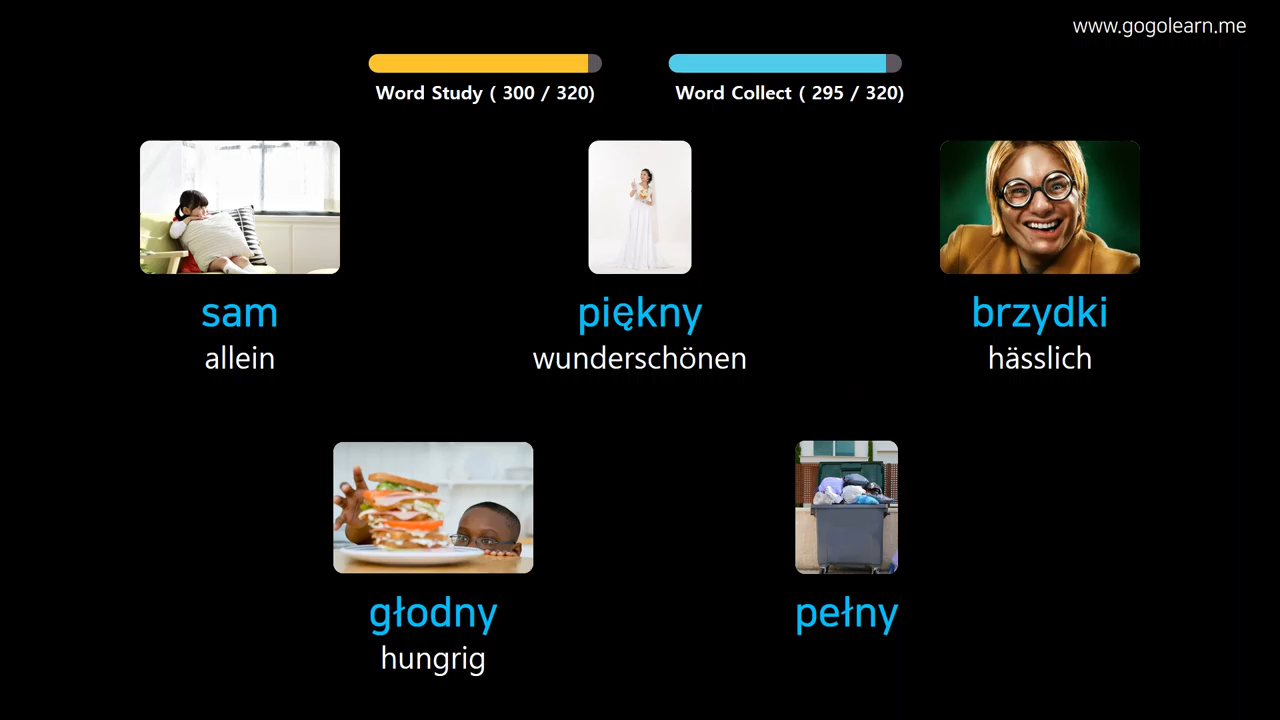 www.gogolearn.me
Word Study ( 300 / 320)
Word Collect ( 295 / 320)
sam
allein
piękny
wunderschönen
brzydki
hässlich
głodny
hungrig
pełny